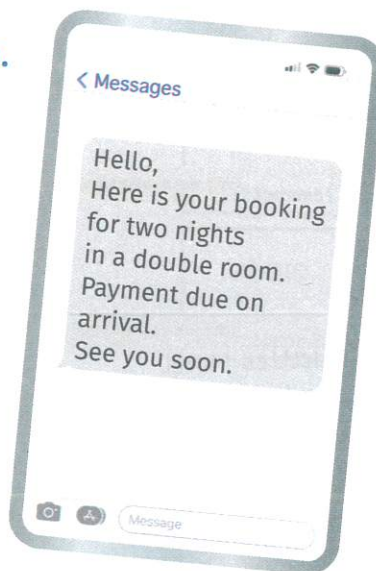 < Messages
Hello,
Here is your booking
for two nights
in a double room.
Payment due on
arrival.
See you soon.
Message